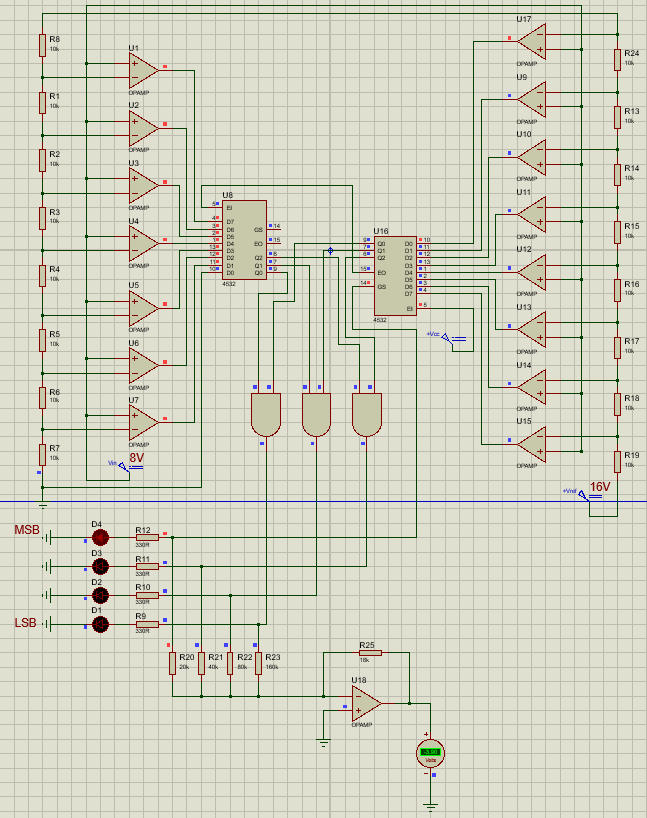 U17
R8
10k
R24
10k
U1
OPAMP
OPAMP
U9
OPAMP
R1
10k
R13
10k
U2
OPAMP
U10
OPAMP
R2
10k
R14
10k
U3
OPAMP
U11
OPAMP
R3
10k
R15
10k
U8
EI
D7
D6
D5
D4
D3
D2
D1
D0
GS
EO
Q2
Q1
Q0
5
4
3
2
1
13
12
11
10
14
15
6
7
9
4532
U16
Q0
Q1
Q2
EO
GS
D0
D1
D2
D3
D4
D5
D6
D7
EI
9
7
6
15
14
10
11
12
13
1
2
3
4
5
4532
U4
OPAMP
U12
OPAMP
R4
10k
R16
10k
U5
OPAMP
U13
OPAMP
R5
10k
R17
10k
+Vcc
U6
OPAMP
U14
OPAMP
R6
10k
R18
10k
U7
OPAMP
U15
OPAMP
R7
10k
R19
10k
8V
Vin
16V
+Vref
MSB
D4
R12
330R
D3
R11
330R
D2
R10
330R
LSB
D1
R9
330R
R20
20k
R21
40k
R22
80k
R23
160k
R25
U18
OPAMP
+
Volts
-